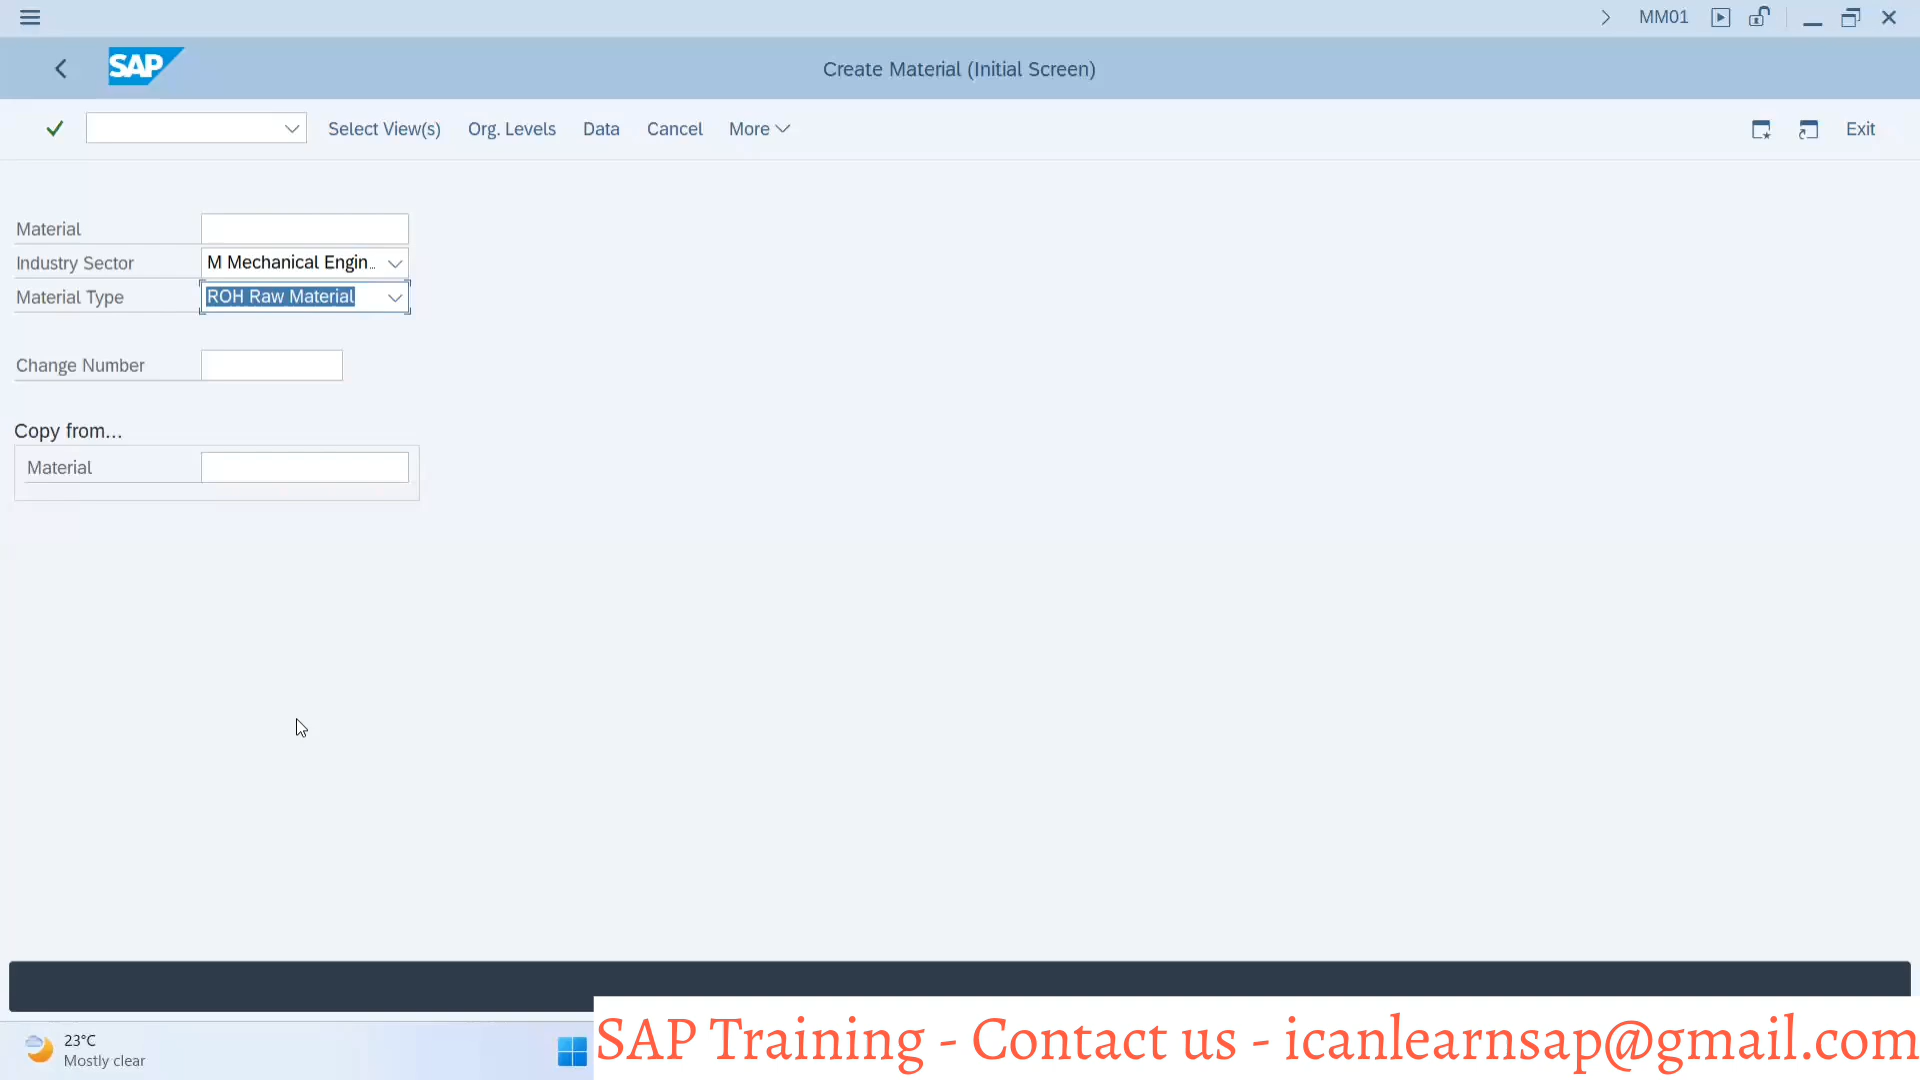 MM01
SAP
Create Material (Initial Screen)
Select View(s) Org. Levels Data Cancel More Exit
Material
Industry Sector M Mechanical Engin...
Material Type ROH Raw Material
Change Number
Copy from...
Material
23°C
Mostly clear
SAP Training - Contact us - icanlearnsap@gmail.com